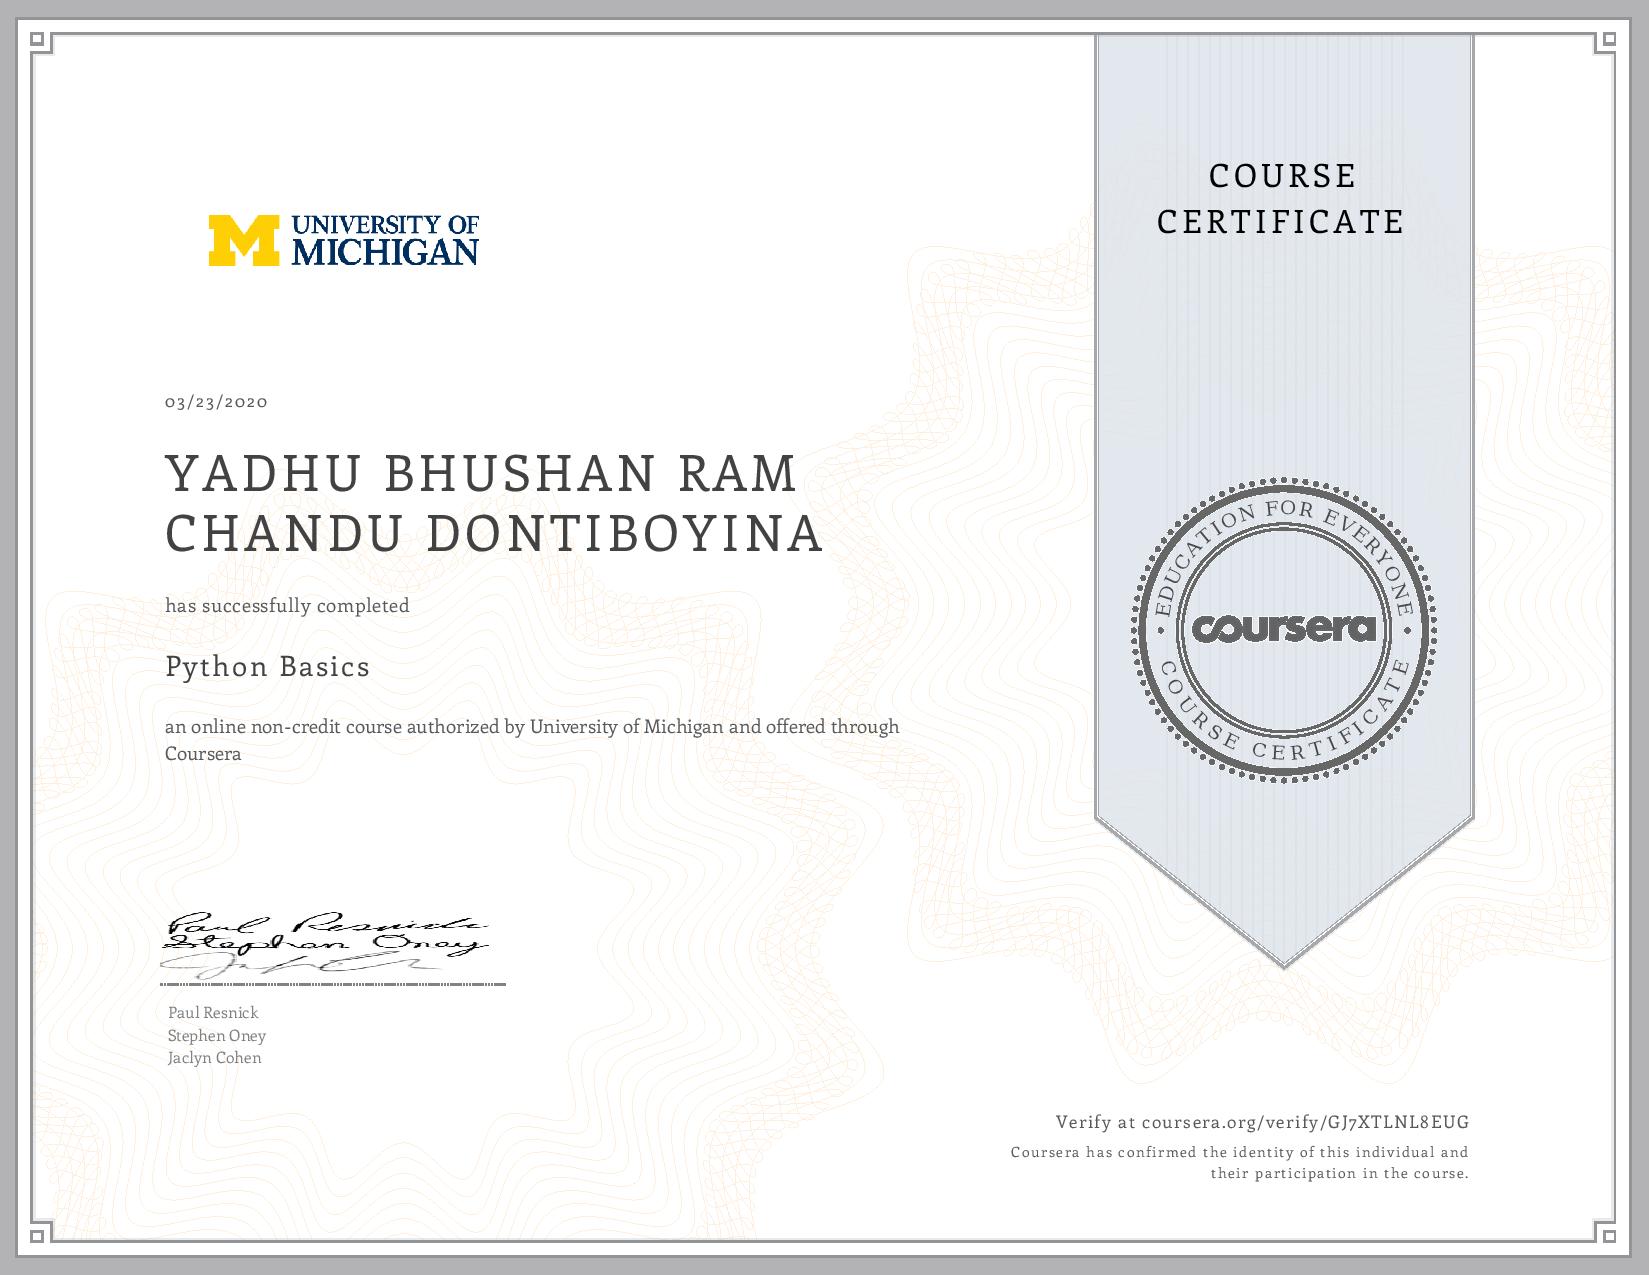 COURSE
CERTIFICATE
UNIVERSITY OF
MICHIGAN
03/23/2020
YADHU BHUSHAN RAM
CHANDU DONTIBOYINA
has successfully completed
Python Basics
an online non-credit course authorized by University of Michigan and offered through
Coursera
EDUCATION FOR EVERYONE
coursera
COURSE CERTIFICATE
Paul Resnick
Stephen Oney
Paul Resnick
Stephen Oney
Jaclyn Cohen
Verify at coursera.org/verify/GJ7XTLNL8EUG
Coursera has confirmed the identity of this individual and
their participation in the course.